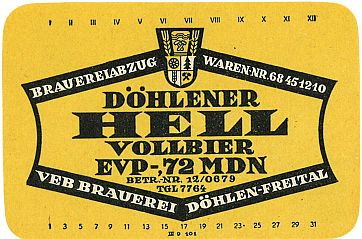 I II III IV V VI VII VIII IX X XI XII
BRAUEREIABZUG WAREN-NR. 68 45 12 10
DÖHLENER
HELL
VOLLBIER
EVP -,72 MDN
BETR.-NR. 12/0679
TGL 7764
VEB BRAUEREI DÖHLEN-FREITAL
1 3 5 7 9 11 13 15 17 19 21 23 25 27 29 31